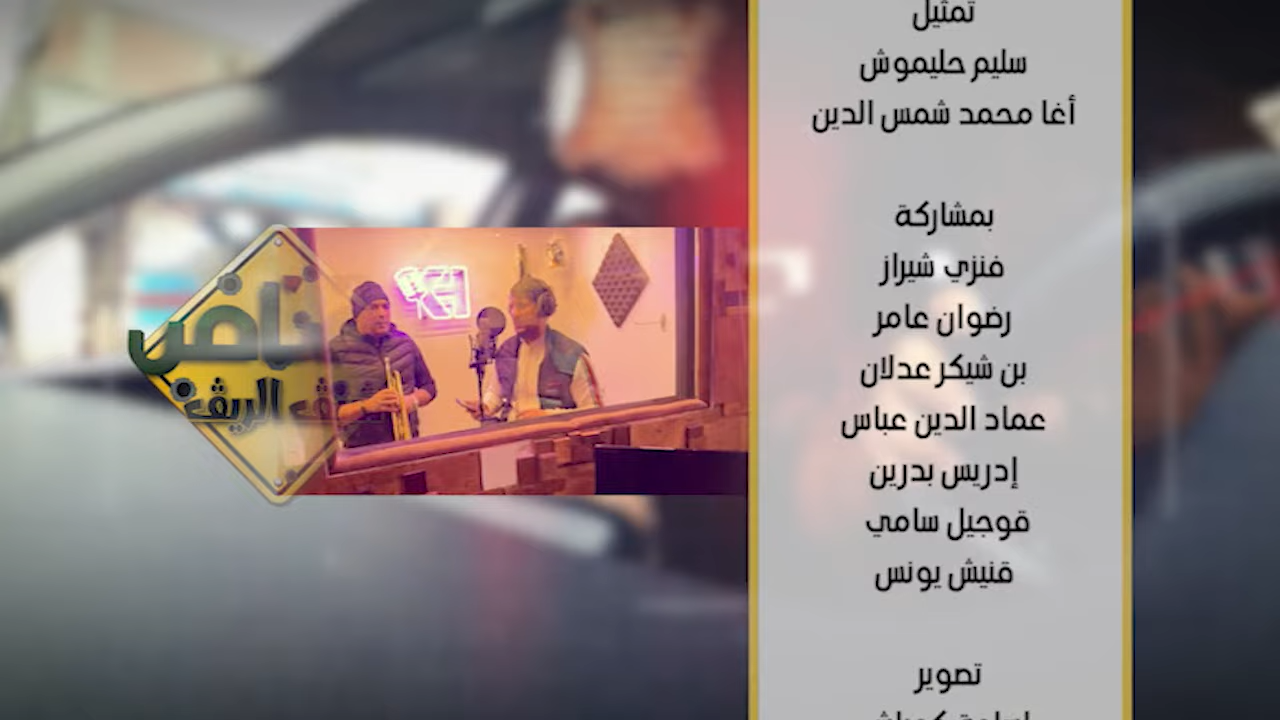 تمثيل
سليم حليموش
أغا محمد شمس الدين
بمشاركة
فنزي شيراز
رضوان عامر
بن شيكر عدلان
عماد الدين عباس
إدريس بدرين
قوجيل سامي
قنيش يونس
تصوير
الريڤ